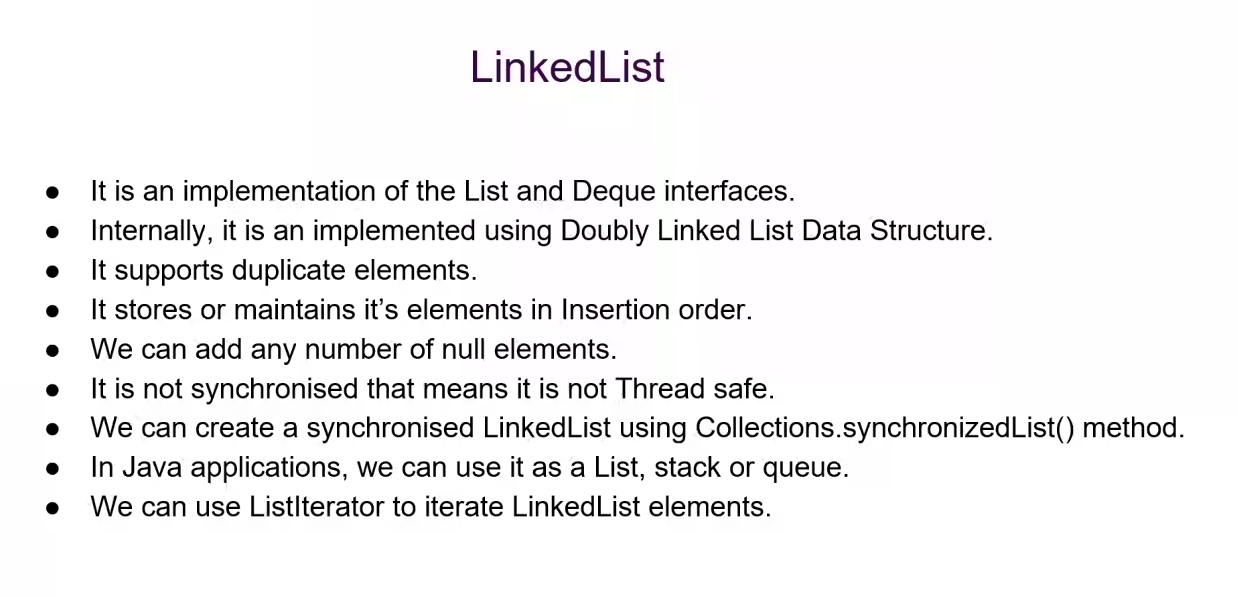 LinkedList
● It is an implementation of the List and Deque interfaces.
● Internally, it is an implemented using Doubly Linked List Data Structure.
● It supports duplicate elements.
● It stores or maintains it’s elements in Insertion order.
● We can add any number of null elements.
● It is not synchronised that means it is not Thread safe.
● We can create a synchronised LinkedList using Collections.synchronizedList() method.
● In Java applications, we can use it as a List, stack or queue.
● We can use ListIterator to iterate LinkedList elements.